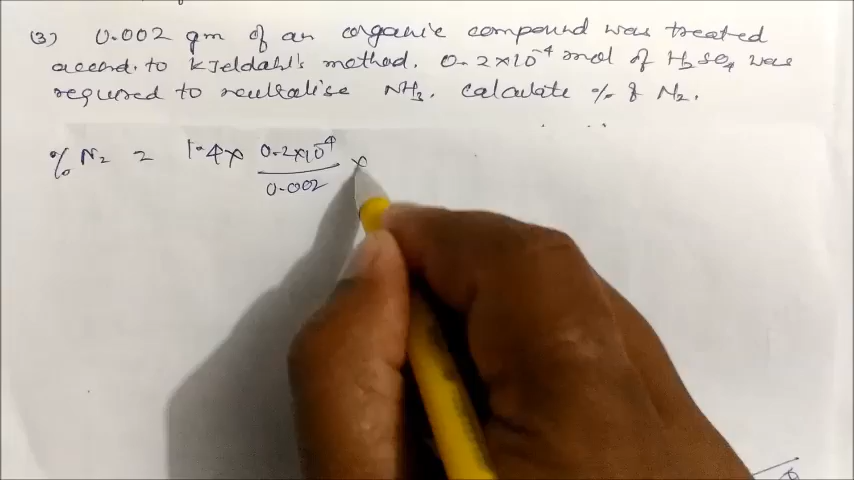 (3) 0.002 gm of an organic compound was treated
accord. to kJeldahl's method. 0.2×10⁻⁴ mol of H₂SO₄ was
required to neutralise NH₃. calculate % of N₂.
% N₂ = 1.4× 0.2×10⁻⁴ ×
0.002